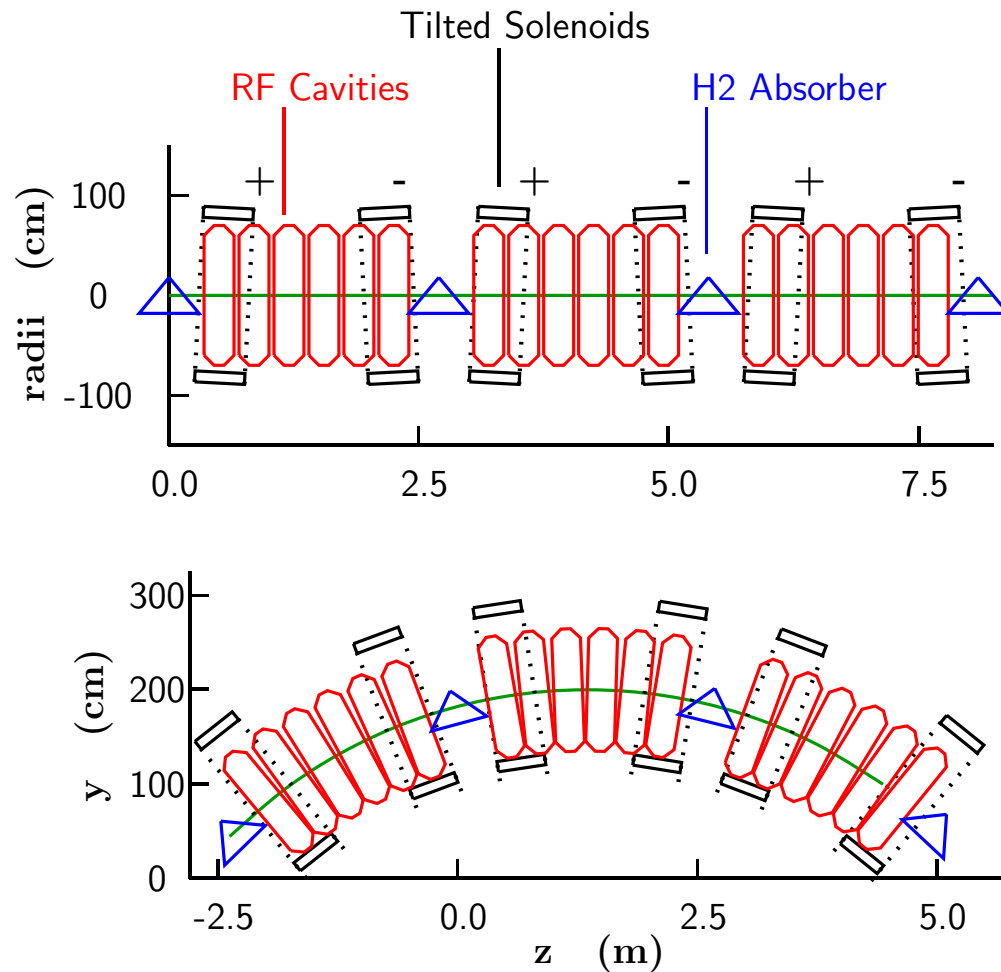 Tilted Solenoids
RF Cavities
H2 Absorber
+ - + - + -
100
0
-100
radii (cm)
0.0 2.5 5.0 7.5
300
200
100
0
y (cm)
-2.5 0.0 2.5 5.0
z (m)